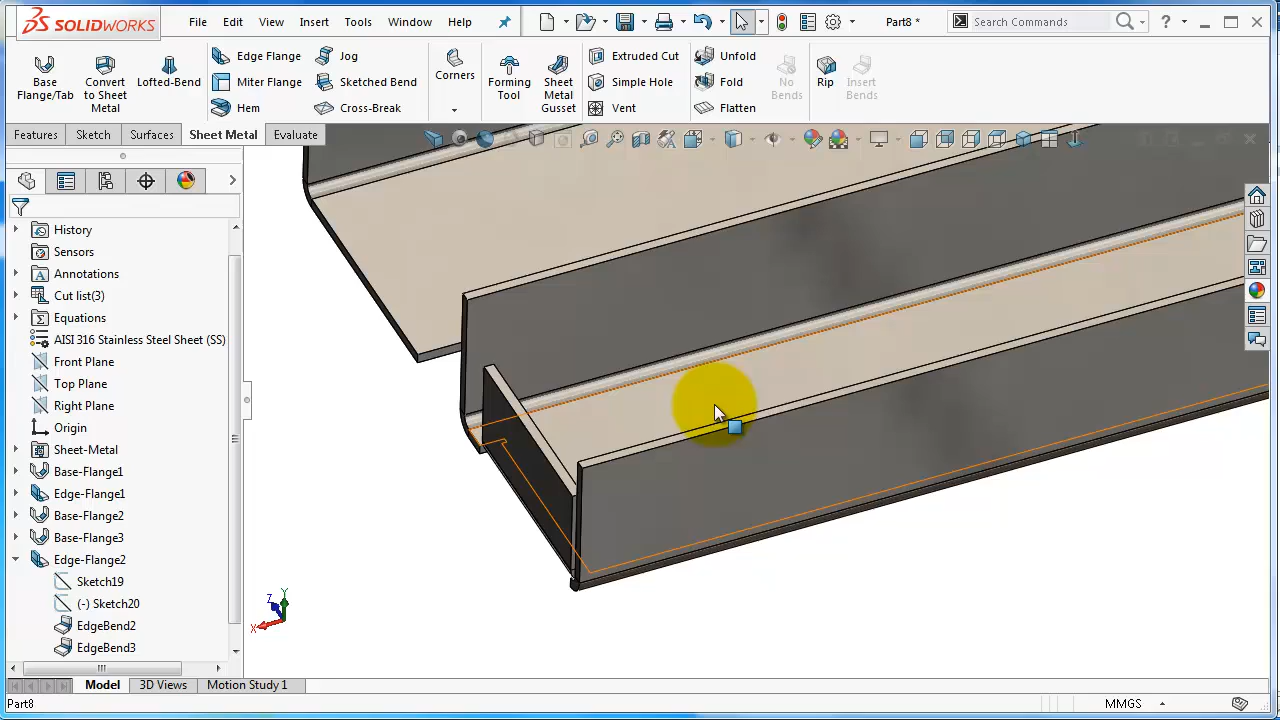 SOLIDWORKS File Edit View Insert Tools Window Help Part8 * Search Commands ?
Edge Flange Jog Extruded Cut Unfold
Base Flange/Tab Convert to Sheet Metal Lofted-Bend Miter Flange Sketched Bend Corners Forming Tool Sheet Metal Gusset Simple Hole Fold No Bends Rip Insert Bends
Hem Cross-Break Vent Flatten
Features Sketch Surfaces Sheet Metal Evaluate
History
Sensors
Annotations
Cut list(3)
Equations
AISI 316 Stainless Steel Sheet (SS)
Front Plane
Top Plane
Right Plane
Origin
Sheet-Metal
Base-Flange1
Edge-Flange1
Base-Flange2
Base-Flange3
Edge-Flange2
Sketch19
(-) Sketch20
EdgeBend2
EdgeBend3
Y
Z
X
Model 3D Views Motion Study 1
Part8 MMGS